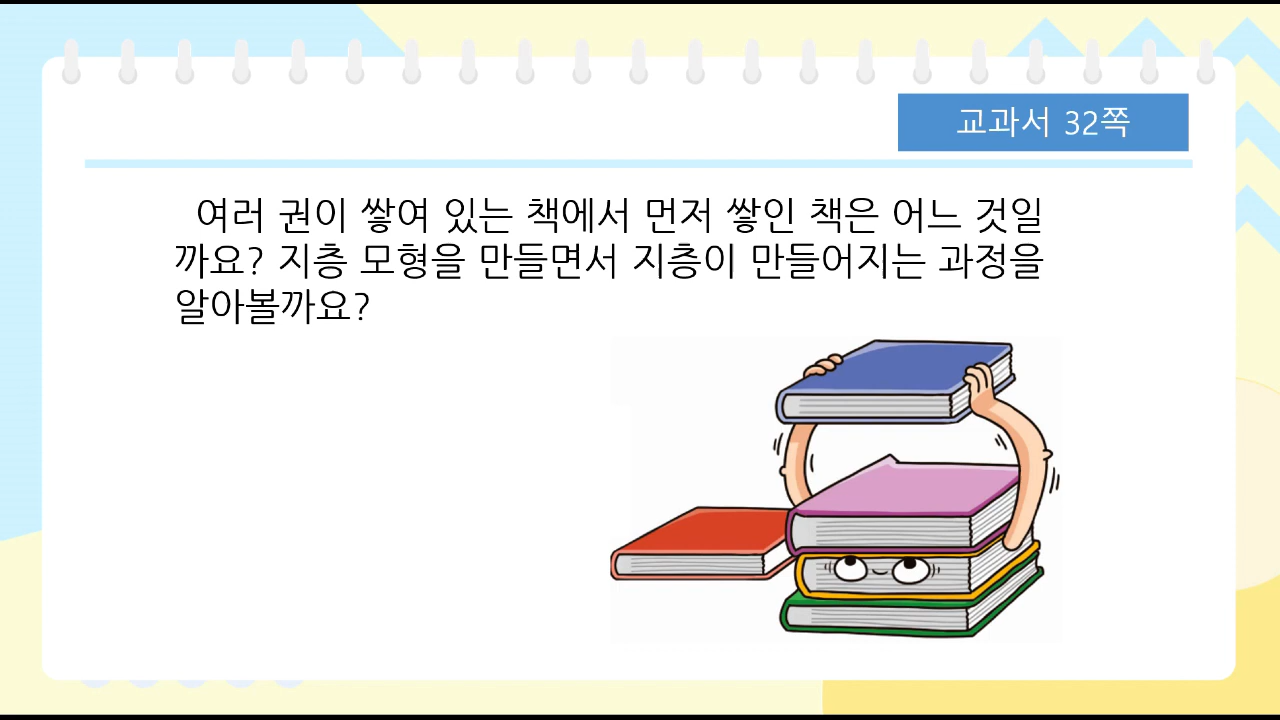 교과서 32쪽
여러 권이 쌓여 있는 책에서 먼저 쌓인 책은 어느 것일
까요? 지층 모형을 만들면서 지층이 만들어지는 과정을
알아볼까요?